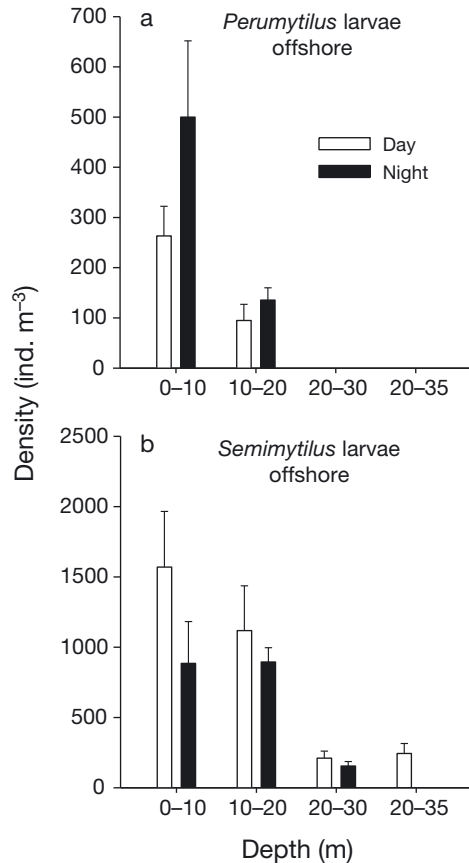 a
Perumytilus larvae
offshore
700
600
500
400
300
200
100
0
Day
Night
0–10 10–20 20–30 20–35
Density (ind. m–3)
b
Semimytilus larvae
offshore
2500
2000
1500
1000
500
0
0–10 10–20 20–30 20–35
Depth (m)